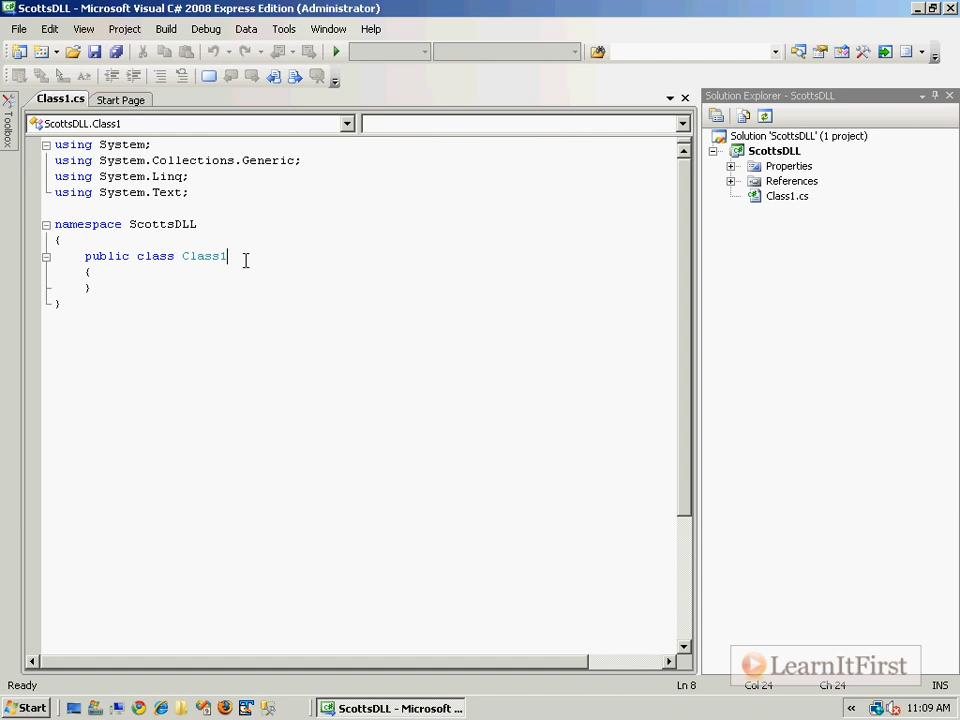 ScottsDLL - Microsoft Visual C# 2008 Express Edition (Administrator)
File Edit View Project Build Debug Data Tools Window Help
Class1.cs Start Page
Solution Explorer - ScottsDLL
Toolbox
ScottsDLL.Class1
Solution 'ScottsDLL' (1 project)
ScottsDLL
Properties
References
Class1.cs
using System;
using System.Collections.Generic;
using System.Linq;
using System.Text;
namespace ScottsDLL
{
public class Class1
{
}
}
LearnItFirst
Ready Ln 8 Col 24 Ch 24 INS
Start ScottsDLL - Microsoft ... « 11:09 AM